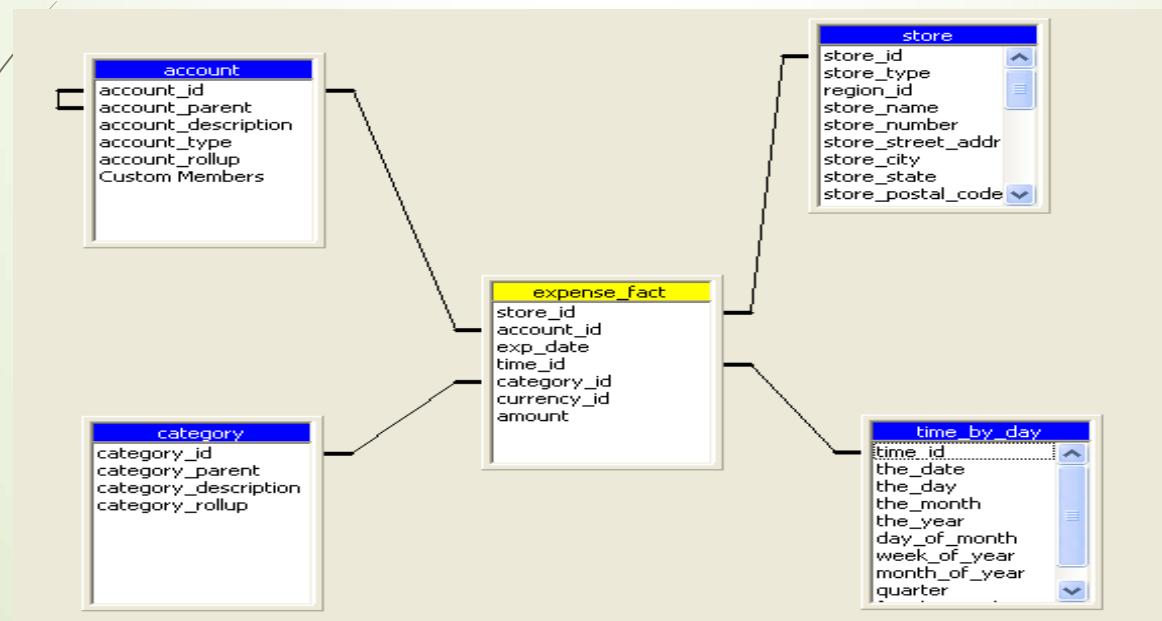 account
account_id
account_parent
account_description
account_type
account_rollup
Custom Members
store
store_id
store_type
region_id
store_name
store_number
store_street_addr
store_city
store_state
store_postal_code
expense_fact
store_id
account_id
exp_date
time_id
category_id
currency_id
amount
category
category_id
category_parent
category_description
category_rollup
time_by_day
time_id
the_date
the_day
the_month
the_year
day_of_month
week_of_year
month_of_year
quarter